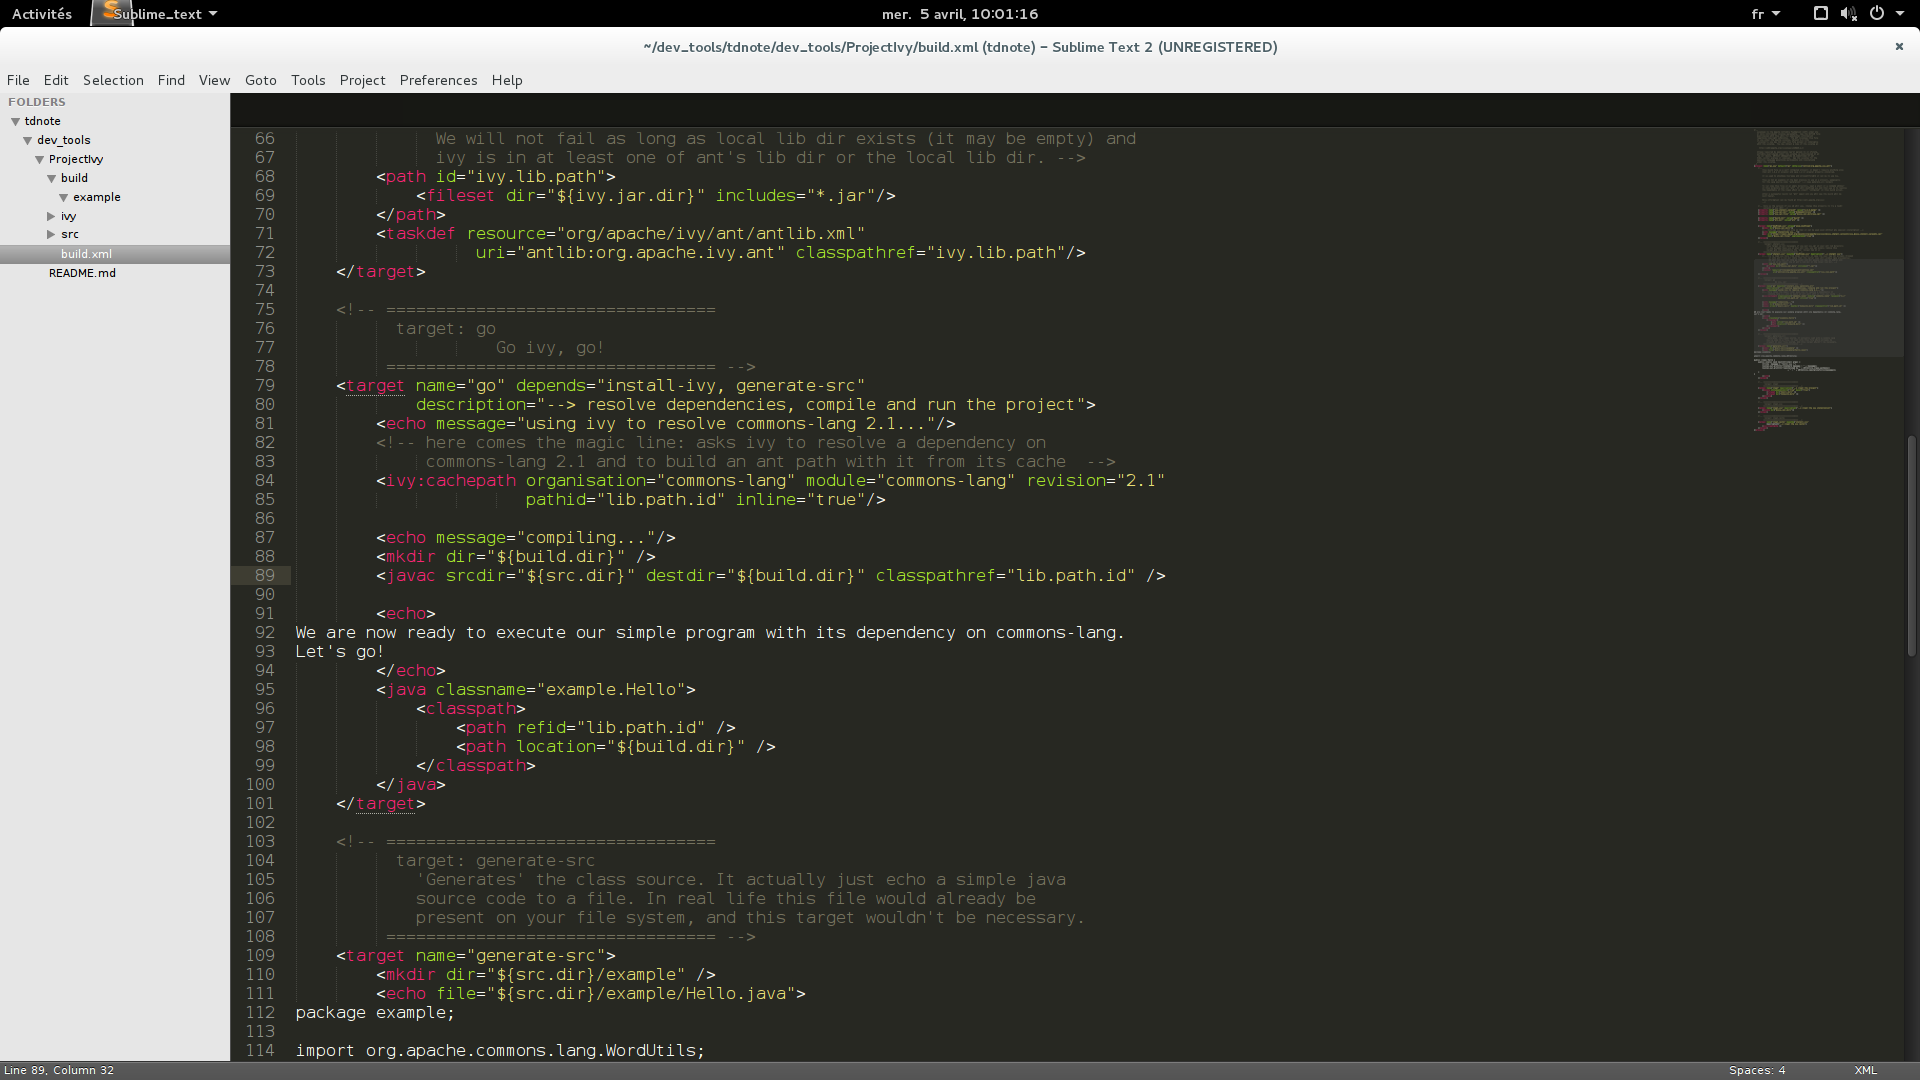 Activités Sublime_text mer. 5 avril, 10:01:16 fr
~/dev_tools/tdnote/dev_tools/ProjectIvy/build.xml (tdnote) – Sublime Text 2 (UNREGISTERED)
File Edit Selection Find View Goto Tools Project Preferences Help
FOLDERS
tdnote
dev_tools
ProjectIvy
build
example
ivy
src
build.xml
README.md
66 We will not fail as long as local lib dir exists (it may be empty) and
67 ivy is in at least one of ant's lib dir or the local lib dir. -->
68 <path id="ivy.lib.path">
69 <fileset dir="${ivy.jar.dir}" includes="*.jar"/>
70 </path>
71 <taskdef resource="org/apache/ivy/ant/antlib.xml"
72 uri="antlib:org.apache.ivy.ant" classpathref="ivy.lib.path"/>
73 </target>
74
75 <!-- =================================
76 target: go
77 Go ivy, go!
78 ================================= -->
79 <target name="go" depends="install-ivy, generate-src"
80 description="--> resolve dependencies, compile and run the project">
81 <echo message="using ivy to resolve commons-lang 2.1..."/>
82 <!-- here comes the magic line: asks ivy to resolve a dependency on
83 commons-lang 2.1 and to build an ant path with it from its cache -->
84 <ivy:cachepath organisation="commons-lang" module="commons-lang" revision="2.1"
85 pathid="lib.path.id" inline="true"/>
86
87 <echo message="compiling..."/>
88 <mkdir dir="${build.dir}" />
89 <javac srcdir="${src.dir}" destdir="${build.dir}" classpathref="lib.path.id" />
90
91 <echo>
92 We are now ready to execute our simple program with its dependency on commons-lang.
93 Let's go!
94 </echo>
95 <java classname="example.Hello">
96 <classpath>
97 <path refid="lib.path.id" />
98 <path location="${build.dir}" />
99 </classpath>
100 </java>
101 </target>
102
103 <!-- =================================
104 target: generate-src
105 'Generates' the class source. It actually just echo a simple java
106 source code to a file. In real life this file would already be
107 present on your file system, and this target wouldn't be necessary.
108 ================================= -->
109 <target name="generate-src">
110 <mkdir dir="${src.dir}/example" />
111 <echo file="${src.dir}/example/Hello.java">
112 package example;
113
114 import org.apache.commons.lang.WordUtils;
Line 89, Column 32 Spaces: 4 XML